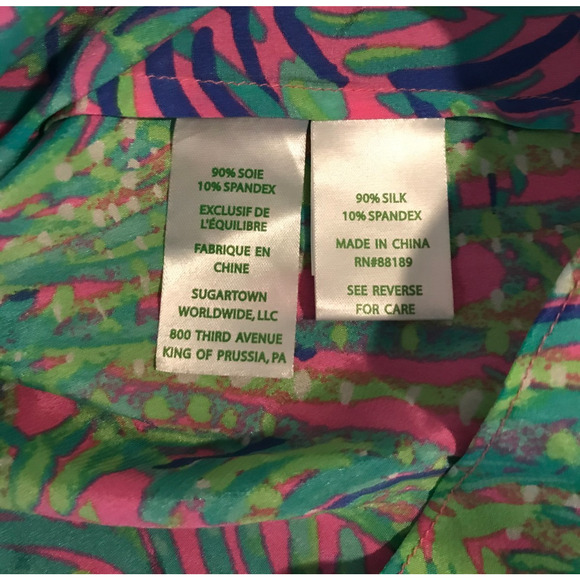 90% SOIE
10% SPANDEX
EXCLUSIF DE
L'ÉQUILIBRE
FABRIQUE EN
CHINE
SUGARTOWN
WORLDWIDE, LLC
800 THIRD AVENUE
KING OF PRUSSIA, PA
90% SILK
10% SPANDEX
MADE IN CHINA
RN#88189
SEE REVERSE
FOR CARE